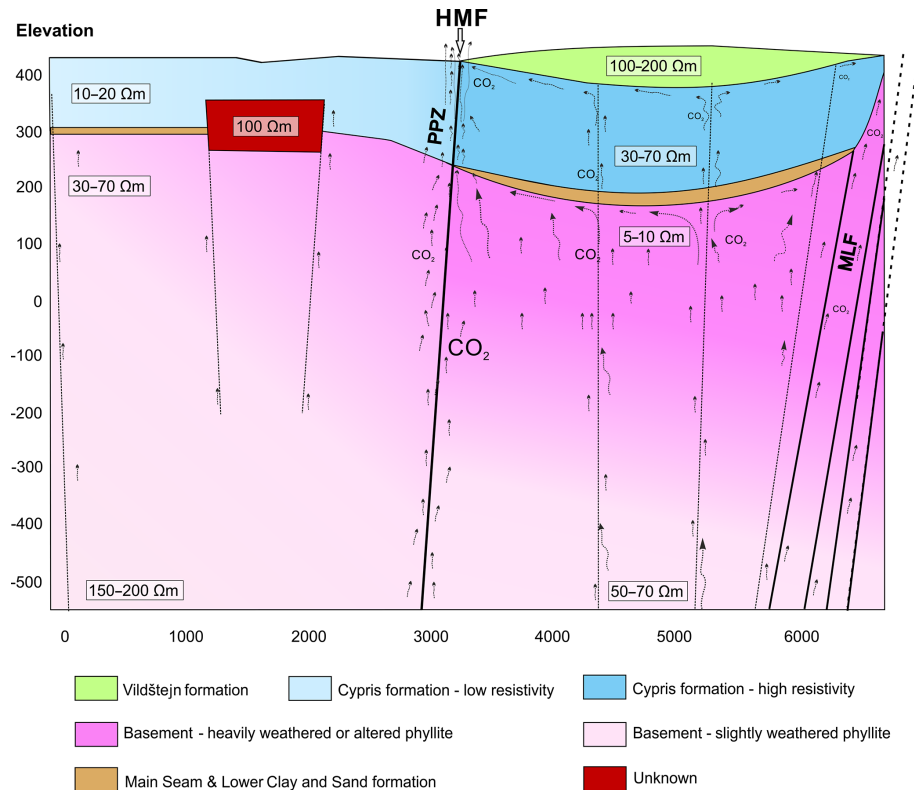 HMF
Elevation
400
300
200
100
0
-100
-200
-300
-400
-500
10–20 Ωm
100 Ωm
30–70 Ωm
150–200 Ωm
PPZ
100–200 Ωm
CO2
CO2
CO2
CO2
30–70 Ωm
CO2
5–10 Ωm
CO2
CO2
CO2
MLF
CO2
CO2
50–70 Ωm
0
1000
2000
3000
4000
5000
6000
Vildštejn formation
Cypris formation - low resistivity
Cypris formation - high resistivity
Basement - heavily weathered or altered phyllite
Basement - slightly weathered phyllite
Main Seam & Lower Clay and Sand formation
Unknown